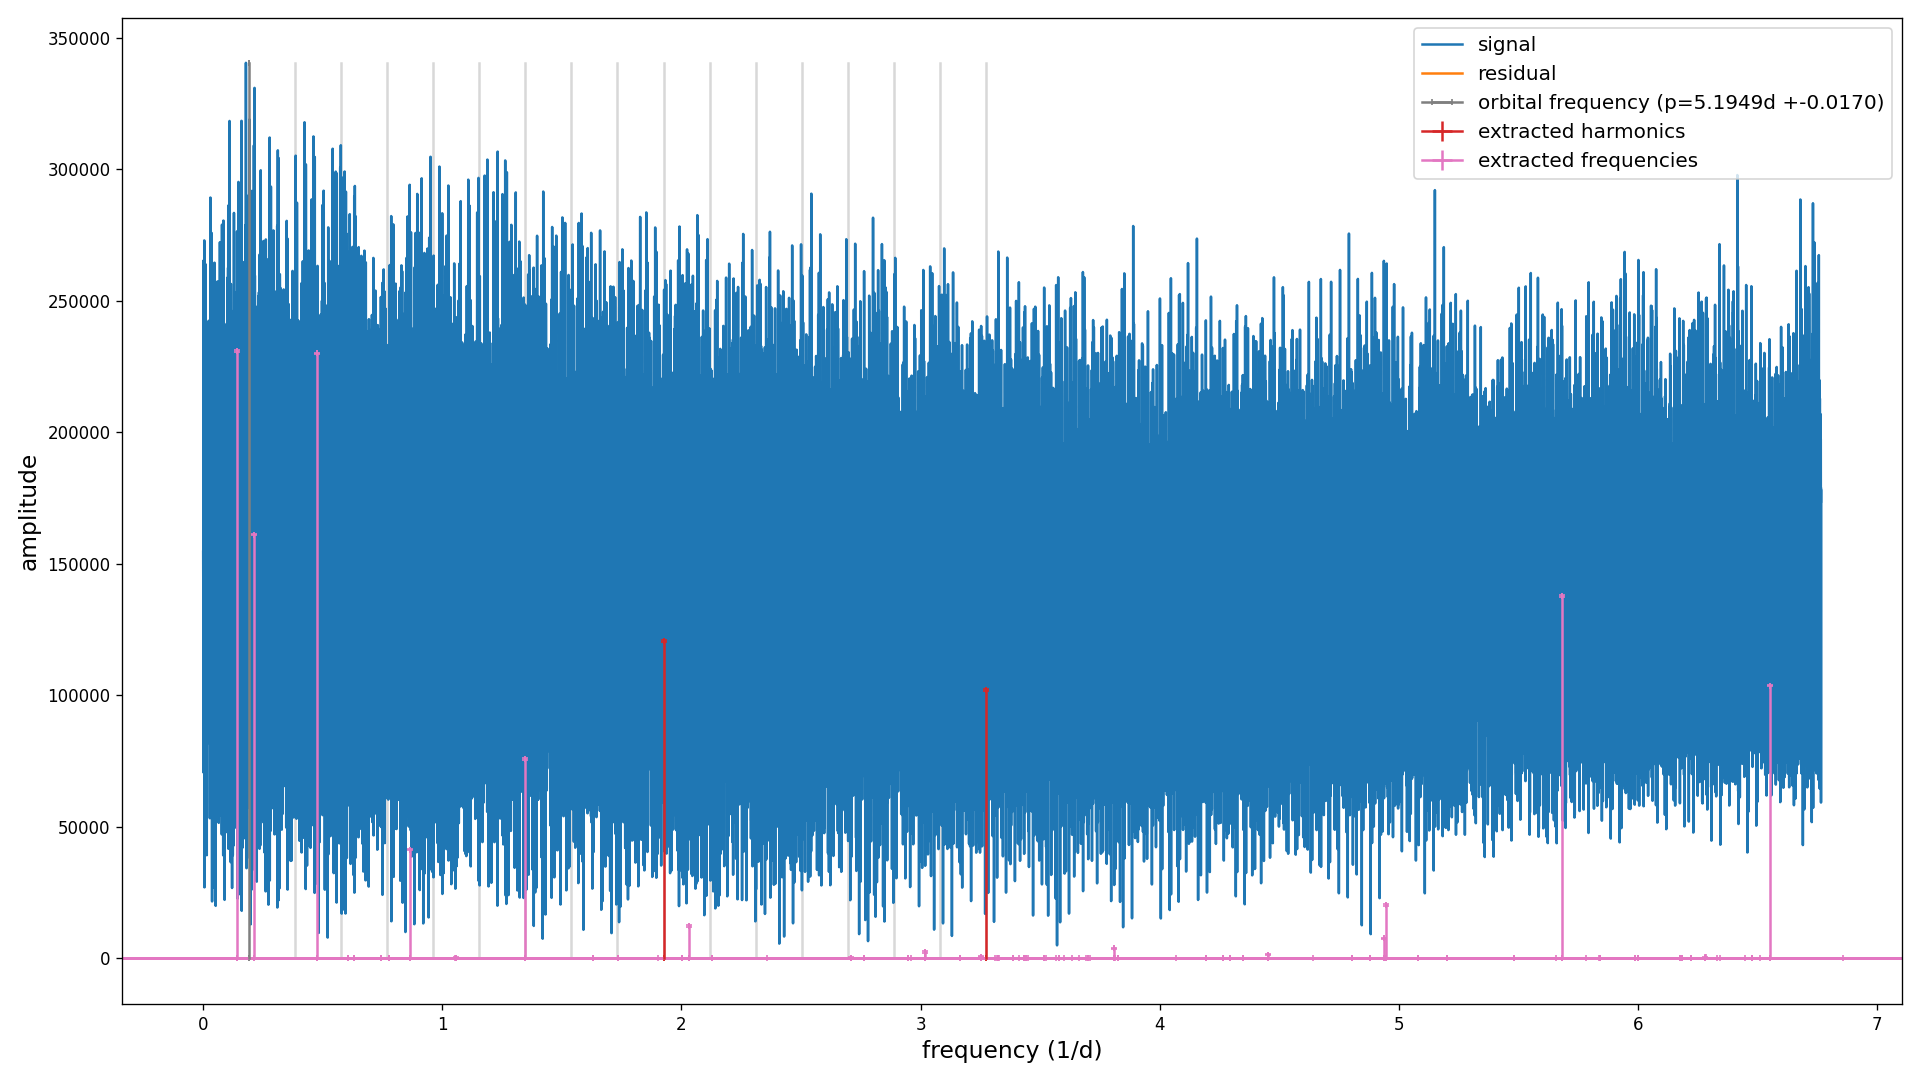 350000
300000
250000
200000
150000
100000
50000
0
amplitude
0 1 2 3 4 5 6 7
frequency (1/d)
signal
residual
orbital frequency (p=5.1949d +-0.0170)
extracted harmonics
extracted frequencies